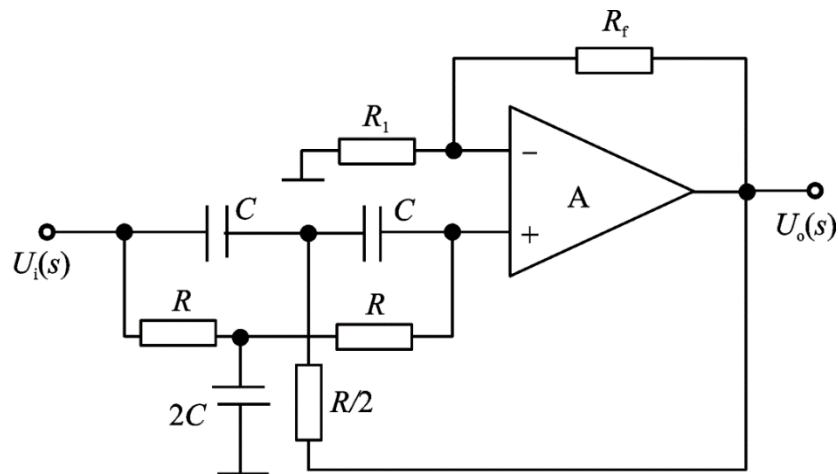 R_f
R_1
−
A
C
C
+
U_i(s)
U_o(s)
R
R
2C
R/2